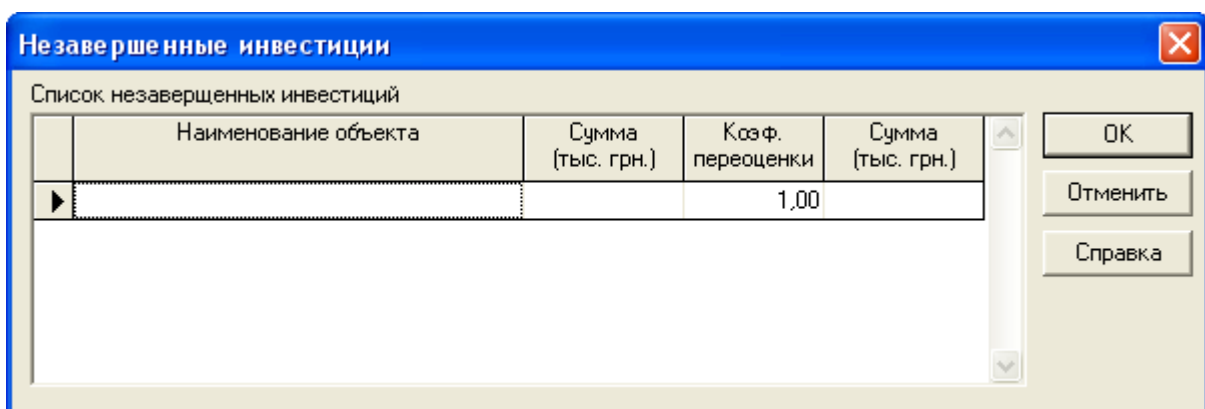 Незавершенные инвестиции
Список незаверщенных инвестиций
Наименование объекта
Сумма
(тыс. грн.)
Коэф.
переоценки
Сумма
(тыс. грн.)
1,00
OK
Отменить
Справка